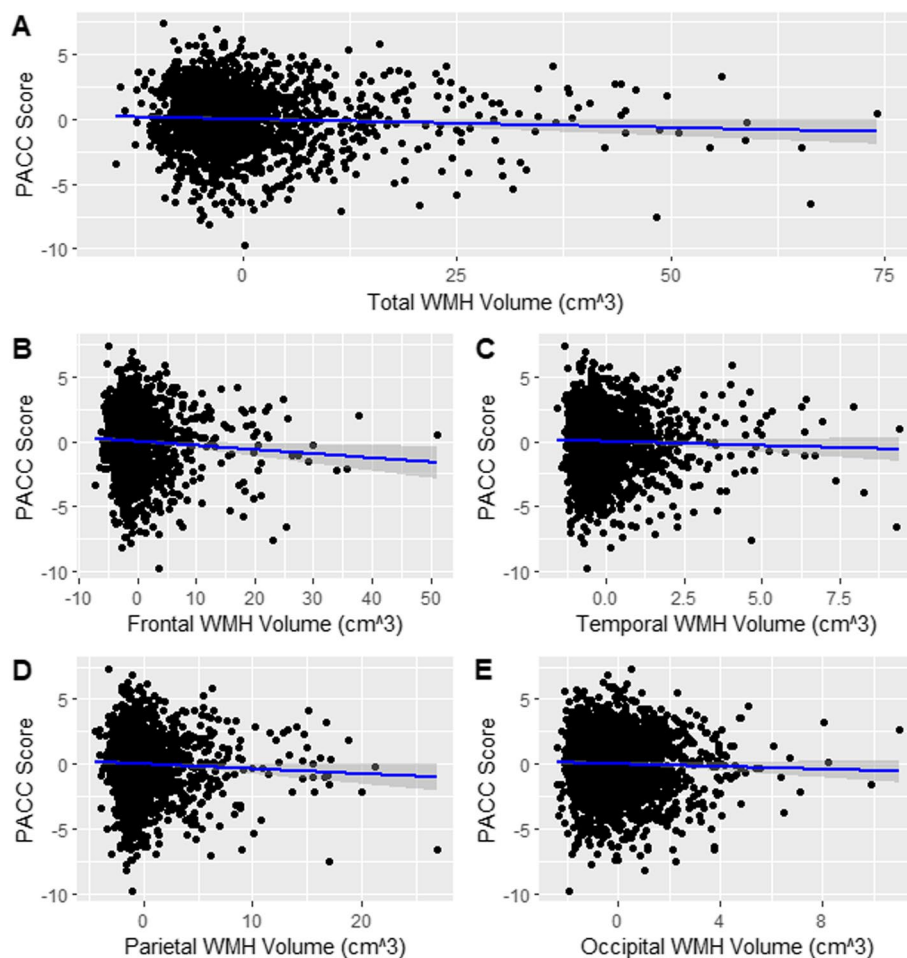 A
PACC Score
5
0
-5
-10
0 25 50 75
Total WMH Volume (cm^3)
B
PACC Score
5
0
-5
-10
-10 0 10 20 30 40 50
Frontal WMH Volume (cm^3)
C
PACC Score
5
0
-5
-10
0.0 2.5 5.0 7.5
Temporal WMH Volume (cm^3)
D
PACC Score
5
0
-5
-10
0 10 20
Parietal WMH Volume (cm^3)
E
PACC Score
5
0
-5
-10
0 4 8
Occipital WMH Volume (cm^3)